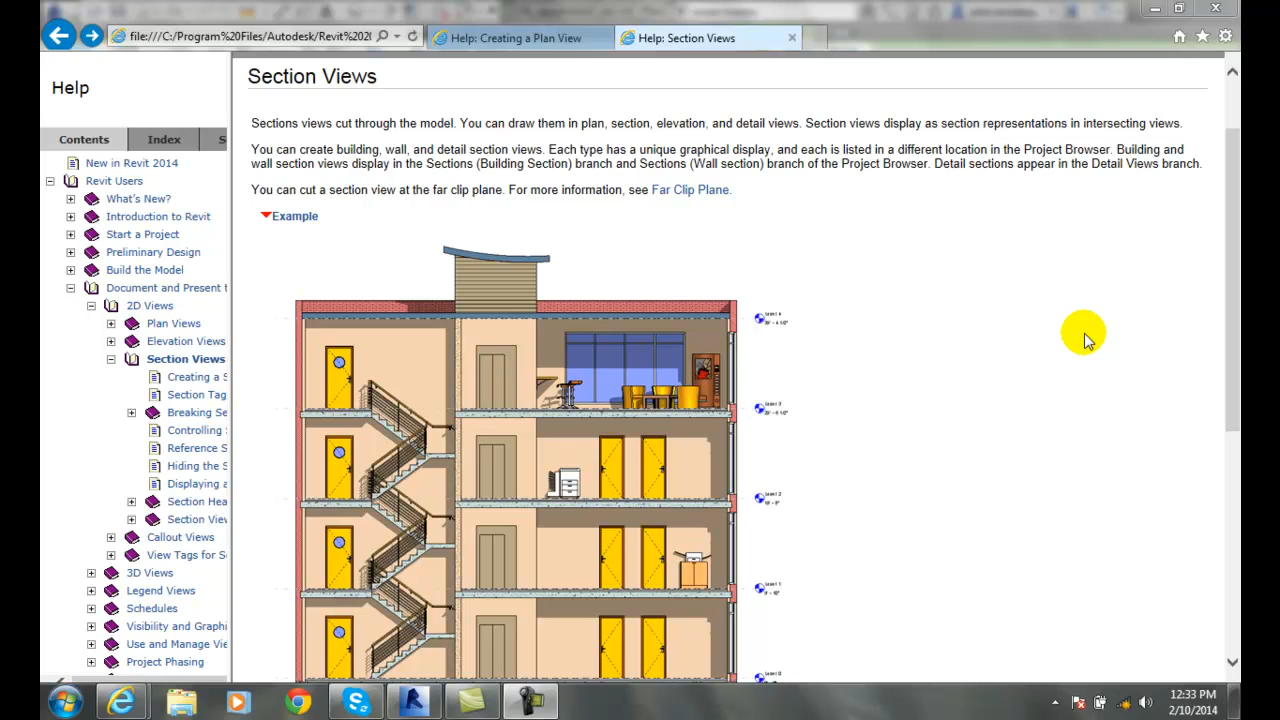 file:///C:/Program%20Files/Autodesk/Revit%20
Help: Creating a Plan View
Help: Section Views
Help
Contents
Index
S
New in Revit 2014
Revit Users
What's New?
Introduction to Revit
Start a Project
Preliminary Design
Build the Model
Document and Present t
2D Views
Plan Views
Elevation Views
Section Views
Creating a S
Section Tag
Breaking Se
Controlling
Reference S
Hiding the S
Displaying a
Section Hea
Section Vie
Callout Views
View Tags for S
3D Views
Legend Views
Schedules
Visibility and Graphi
Use and Manage Vie
Project Phasing
Section Views
Sections views cut through the model. You can draw them in plan, section, elevation, and detail views. Section views display as section representations in intersecting views.
You can create building, wall, and detail section views. Each type has a unique graphical display, and each is listed in a different location in the Project Browser. Building and
wall section views display in the Sections (Building Section) branch and Sections (Wall section) branch of the Project Browser. Detail sections appear in the Detail Views branch.
You can cut a section view at the far clip plane. For more information, see Far Clip Plane.
Example
Level 4
Level 3
Level 2
Level 1
12:33 PM
2/10/2014